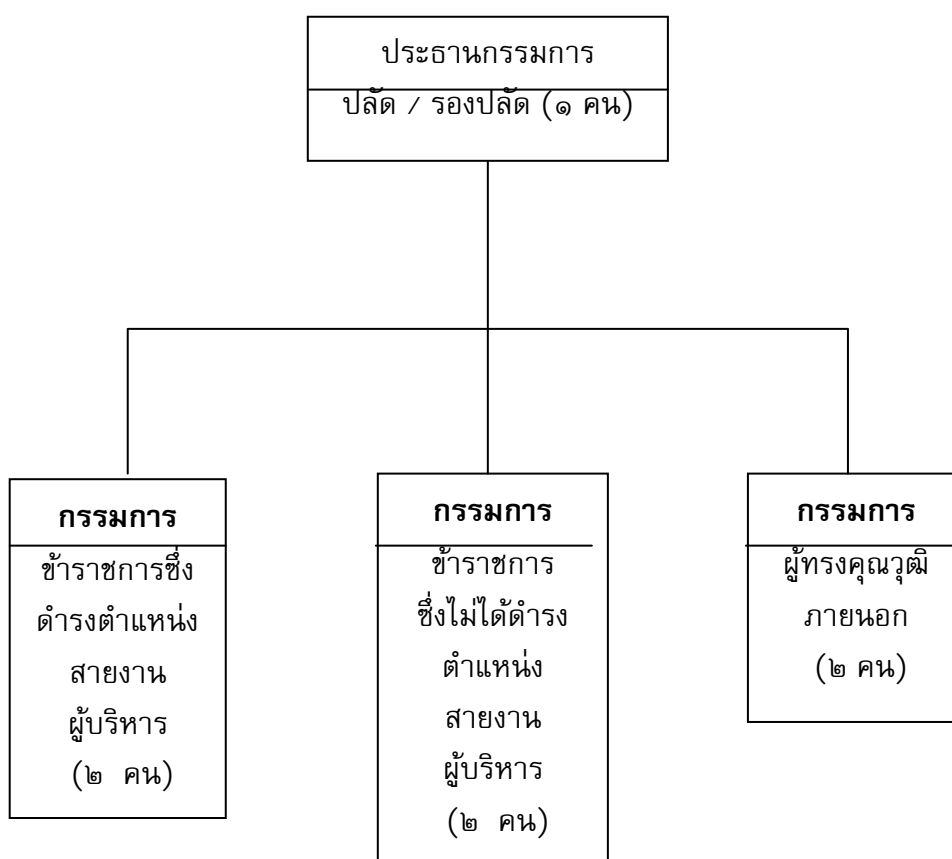 ประธานกรรมการ
ปลัด / รองปลัด (๑ คน)
กรรมการ
ข้าราชการซึ่ง
ดำรงตำแหน่ง
สายงาน
ผู้บริหาร
(๒ คน)
กรรมการ
ข้าราชการ
ซึ่งไม่ได้ดำรง
ตำแหน่ง
สายงาน
ผู้บริหาร
(๒ คน)
กรรมการ
ผู้ทรงคุณวุฒิ
ภายนอก
(๒ คน)